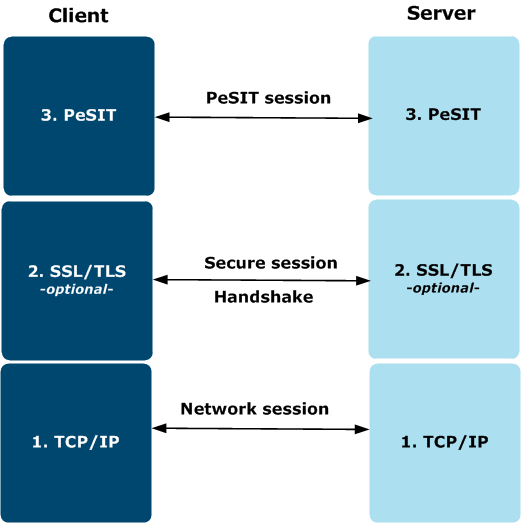 Client
Server
3. PeSIT
PeSIT session
3. PeSIT
2. SSL/TLS
-optional-
Secure session
Handshake
2. SSL/TLS
-optional-
1. TCP/IP
Network session
1. TCP/IP